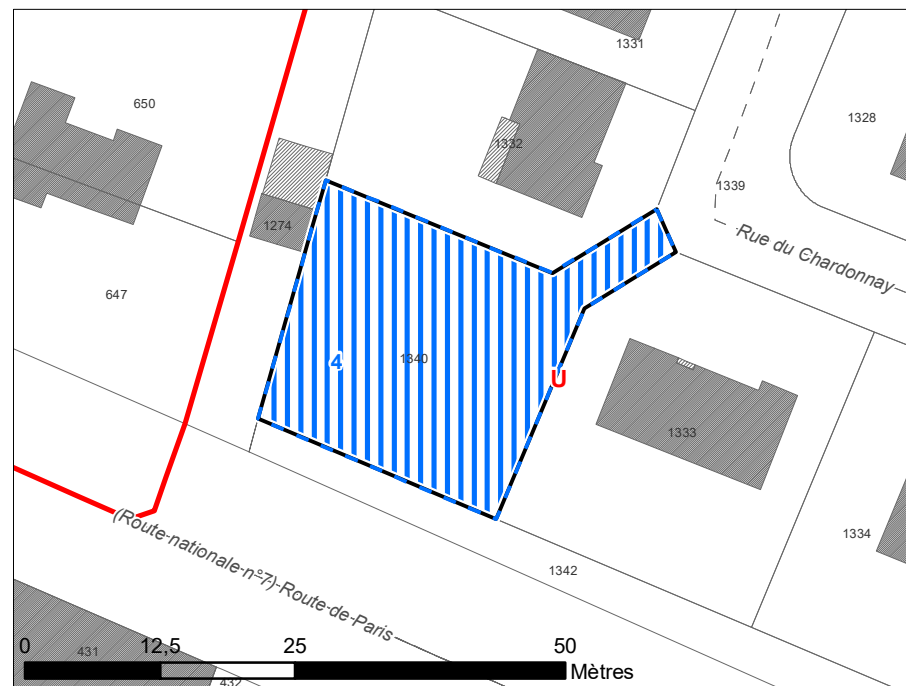 1331
650
1328
1332
1339
1274
Rue du Chardonnay
647
4
1340
U
1333
(Route nationale n°7) Route de Paris
1334
1342
0 12,5 25 50
Mètres
431
432